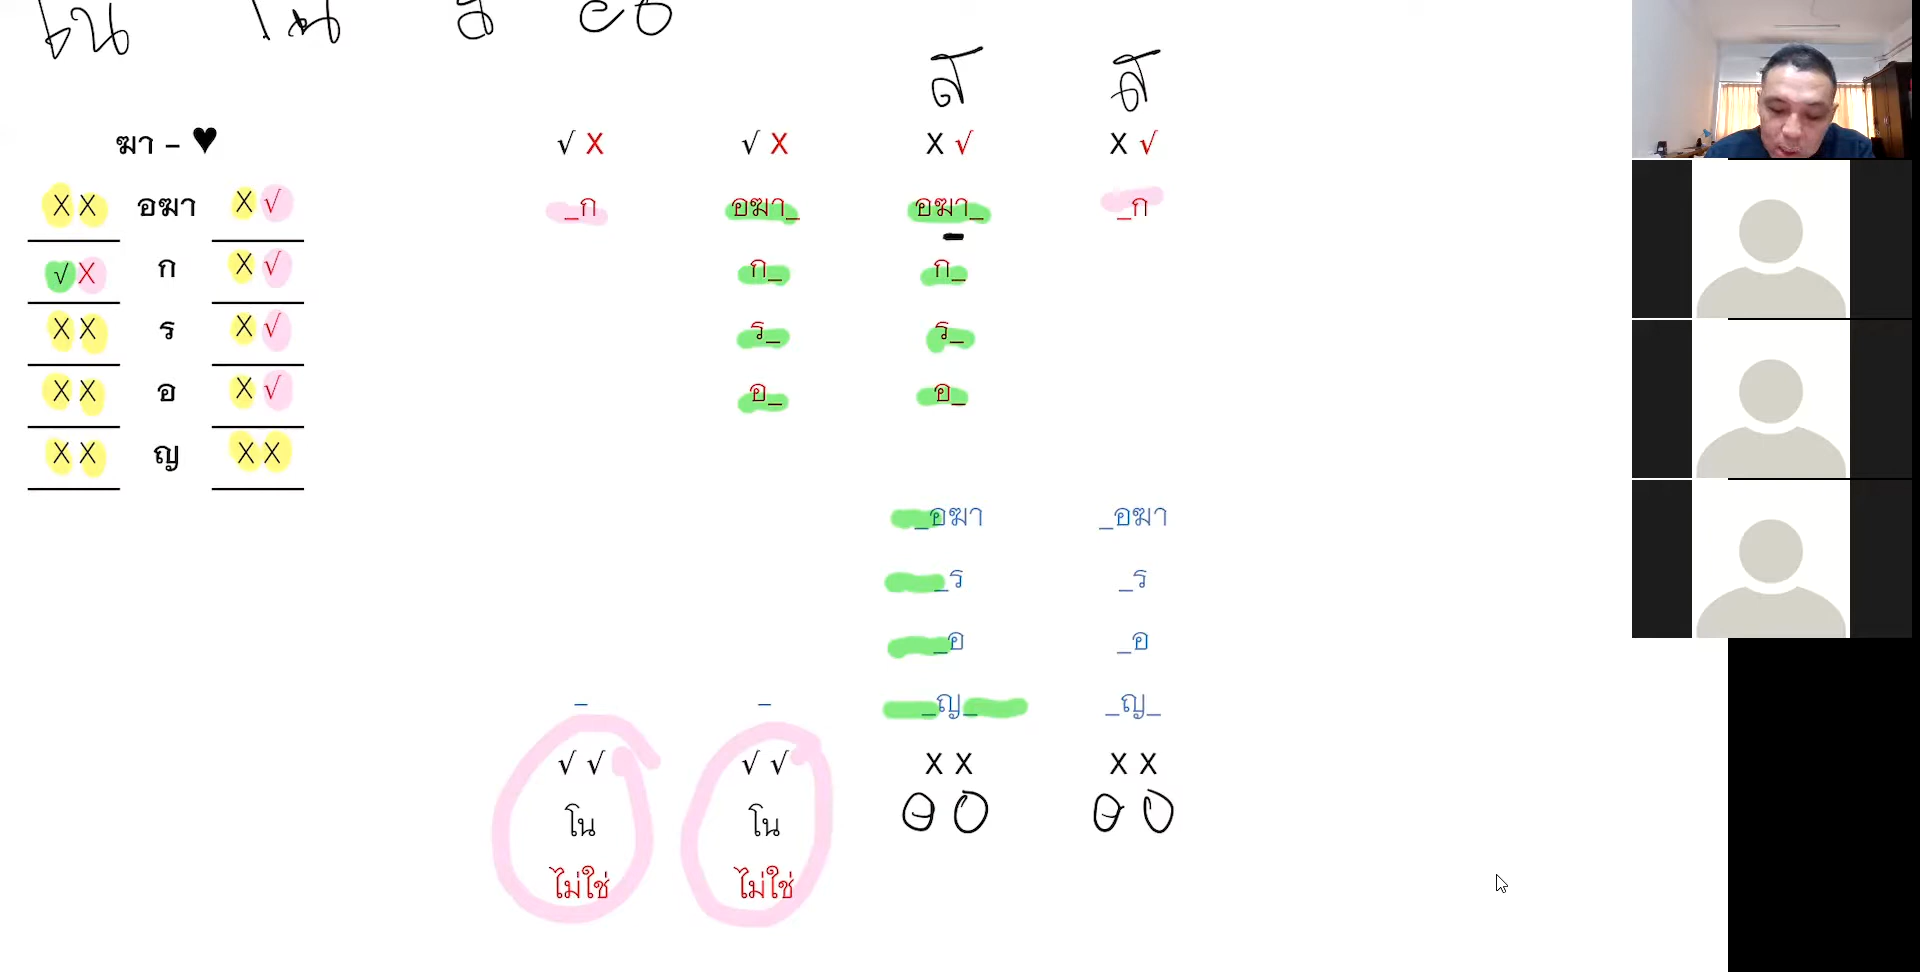 ฆา – ♥
√ X √ X X √ X √
X X อฆา X √ _ก อฆา_ อฆา_ _ก
√ X ก X √ ก_ ก_
X X ร X √ ร_ ร_
X X อ X √ อ_ อ_
X X ญ X X
_อฆา _อฆา
_ร _ร
_อ _อ
– – _ญ_ _ญ_
√ √ √ √ X X X X
โน โน
ไม่ใช่ ไม่ใช่